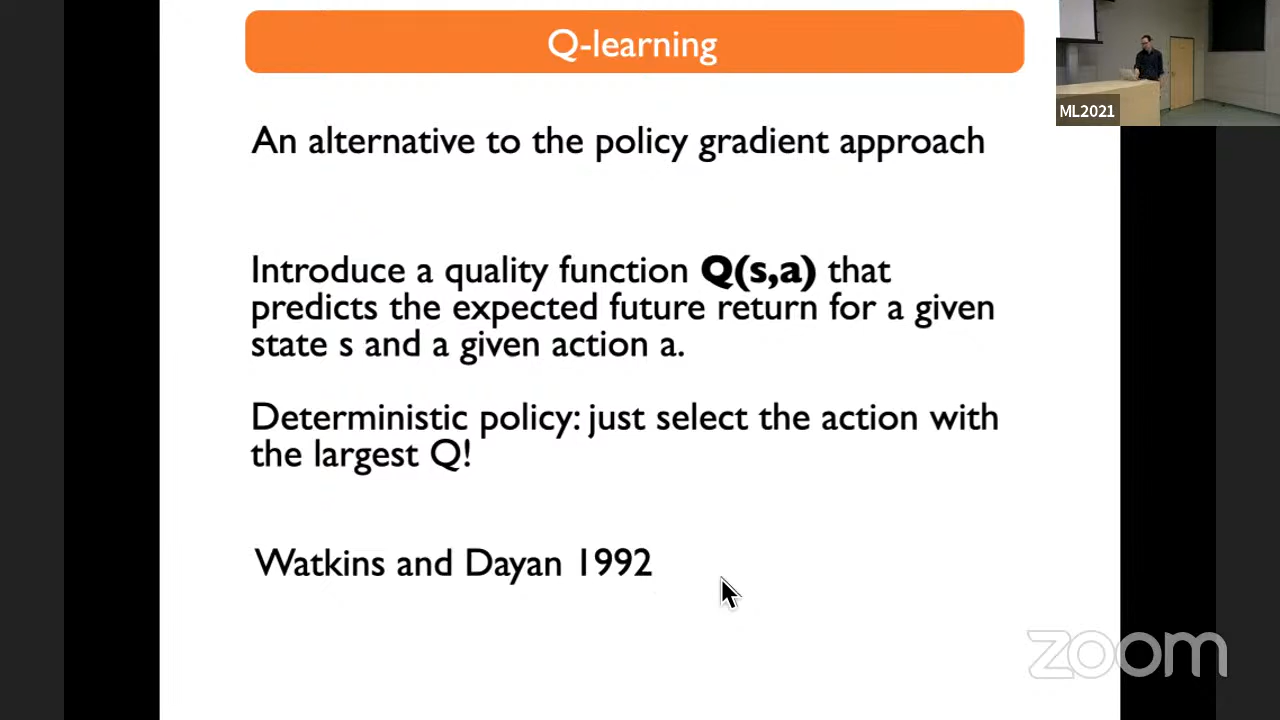 Q-learning
ML2021
An alternative to the policy gradient approach
Introduce a quality function Q(s,a) that
predicts the expected future return for a given
state s and a given action a.
Deterministic policy: just select the action with
the largest Q!
Watkins and Dayan 1992
zoom